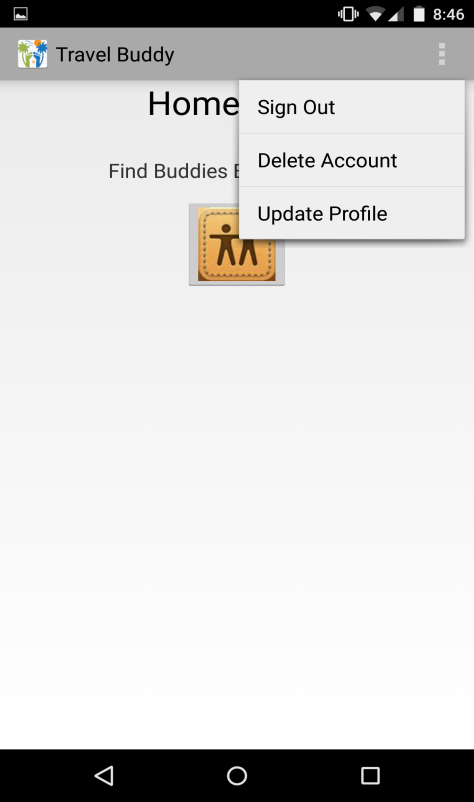 8:46
Travel Buddy
Home
Sign Out
Find Buddies
Delete Account
Update Profile